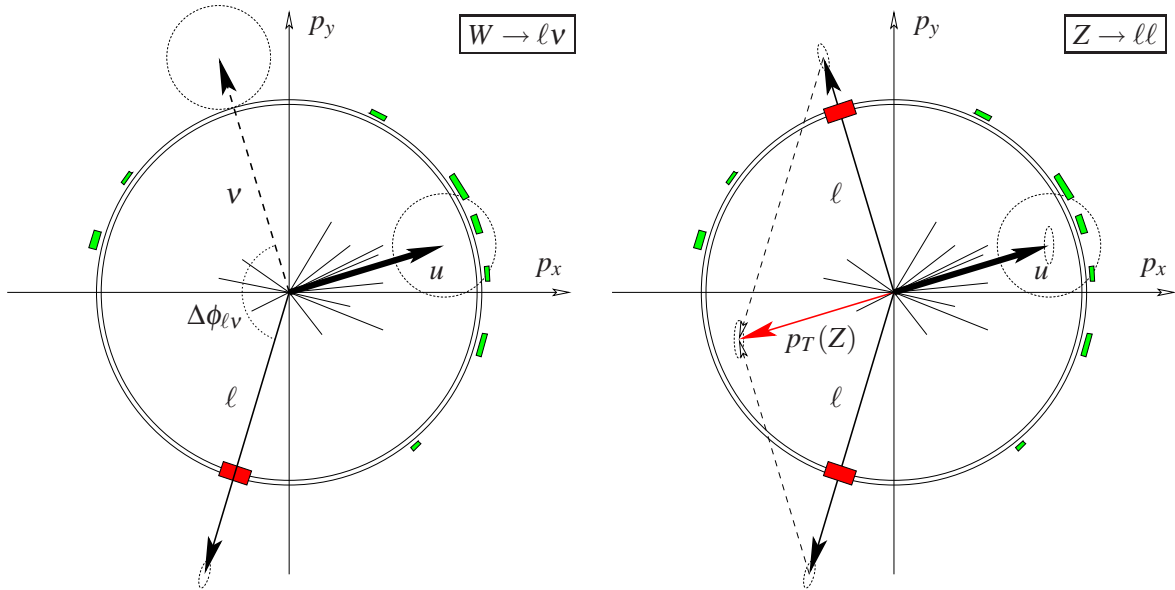 p_y
W → ℓν
ν
u
p_x
Δϕ_ℓν
ℓ
p_y
Z → ℓℓ
ℓ
u
p_x
p_T(Z)
ℓ